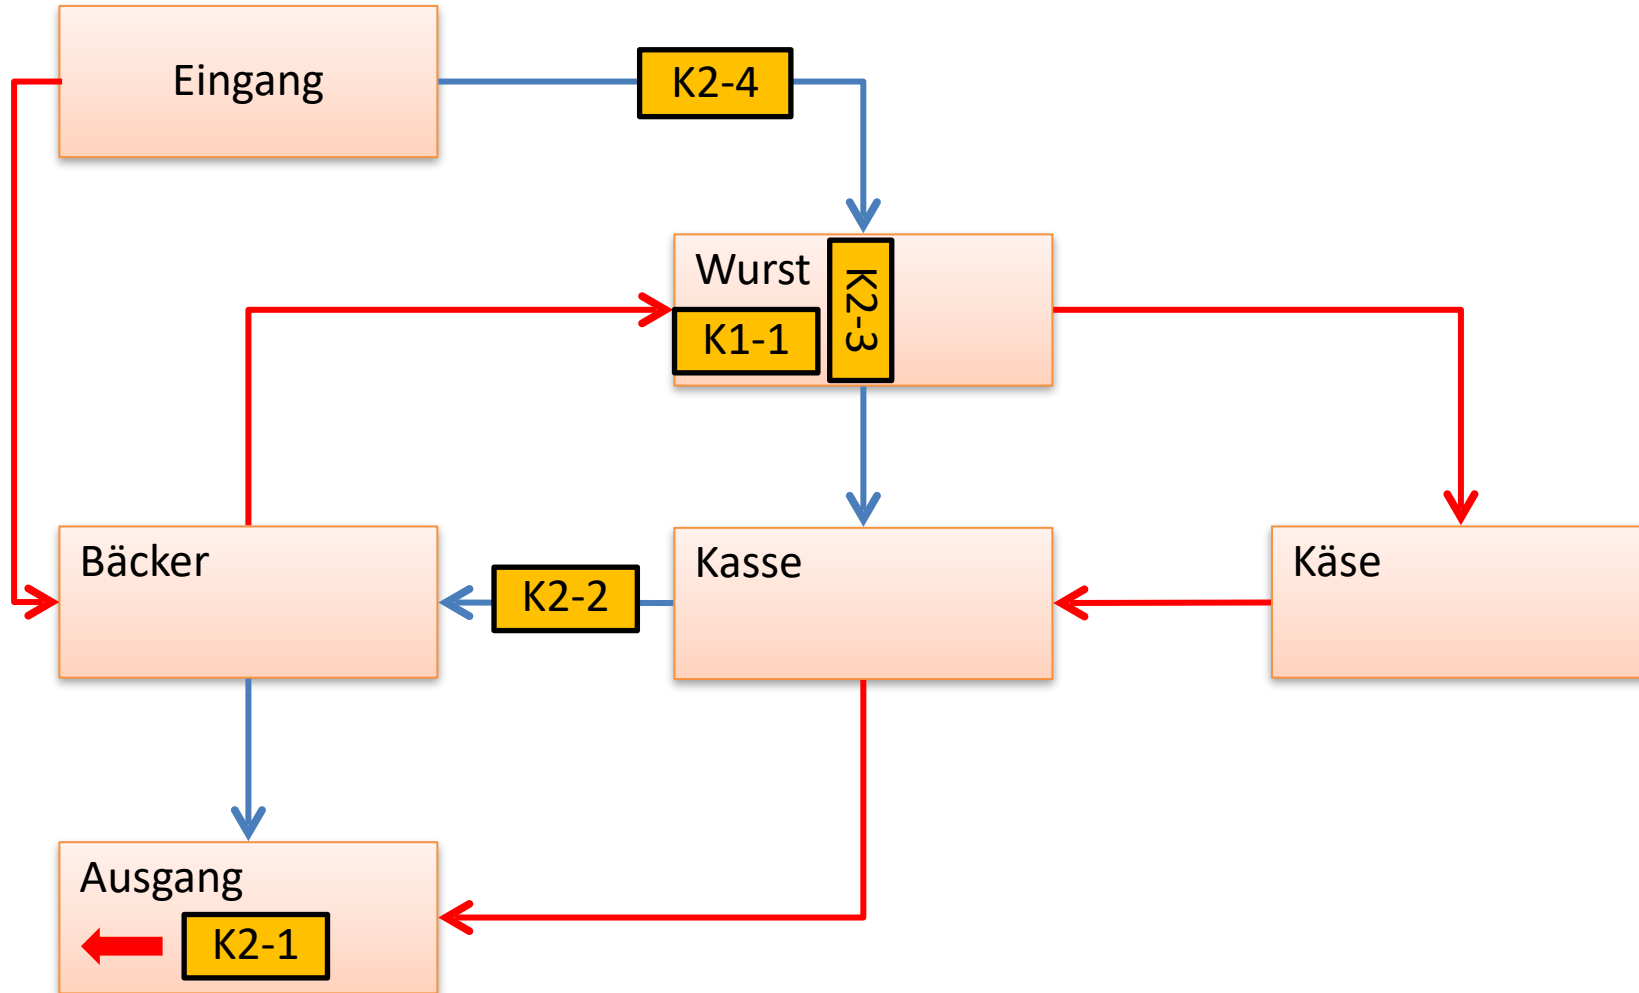 Eingang
K2-4
Wurst
K2-3
K1-1
Bäcker
K2-2
Kasse
Käse
Ausgang
K2-1